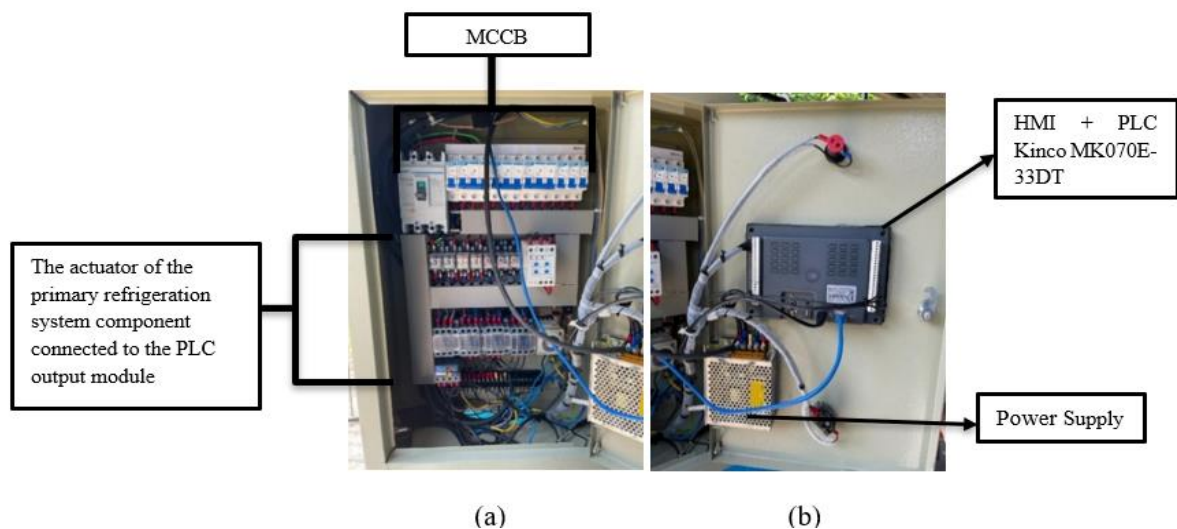 MCCB
HMI + PLC
Kinco MK070E-
33DT
The actuator of the
primary refrigeration
system component
connected to the PLC
output module
Power Supply
(a)
(b)